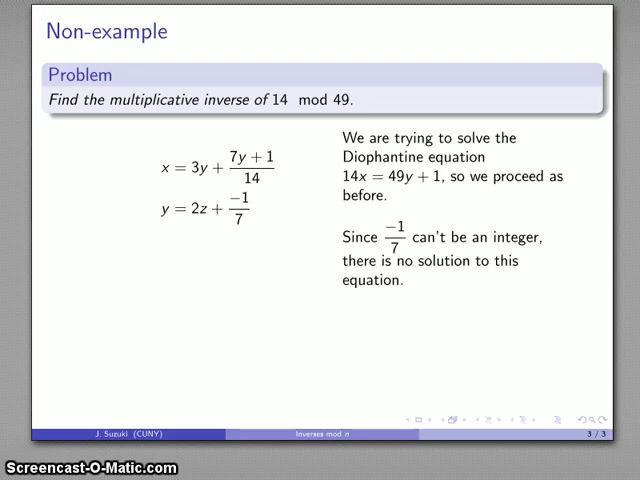 Non-example
Problem
Find the multiplicative inverse of 14 mod 49.
x = 3y + (7y + 1)/14
y = 2z + −1/7
We are trying to solve the
Diophantine equation
14x = 49y + 1, so we proceed as
before.
Since −1/7 can't be an integer,
there is no solution to this
equation.
J. Suzuki (CUNY)
Inverses mod n
3 / 3
Screencast-O-Matic.com